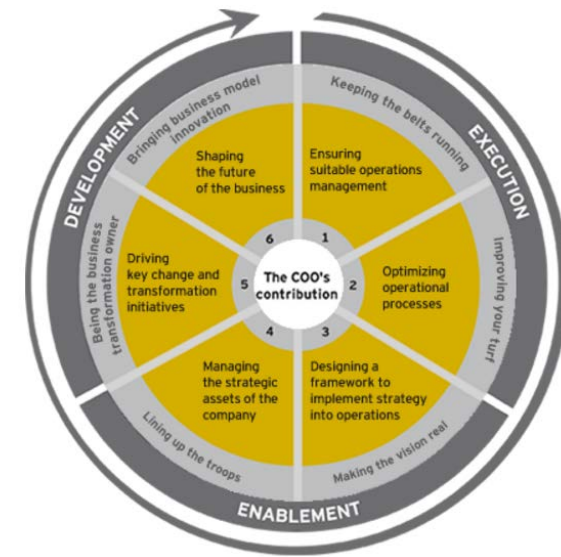 DEVELOPMENT
EXECUTION
ENABLEMENT
Bringing business model
innovation
Keeping the belts running
Improving your turf
Making the vision real
Lining up the troops
Being the business
transformation owner
Shaping
the future
of the business
Ensuring
suitable operations
management
Optimizing
operational
processes
Designing a
framework to
implement strategy
into operations
Managing
the strategic
assets of the
company
Driving
key change and
transformation
initiatives
6
1
5
2
4
3
The COO's
contribution